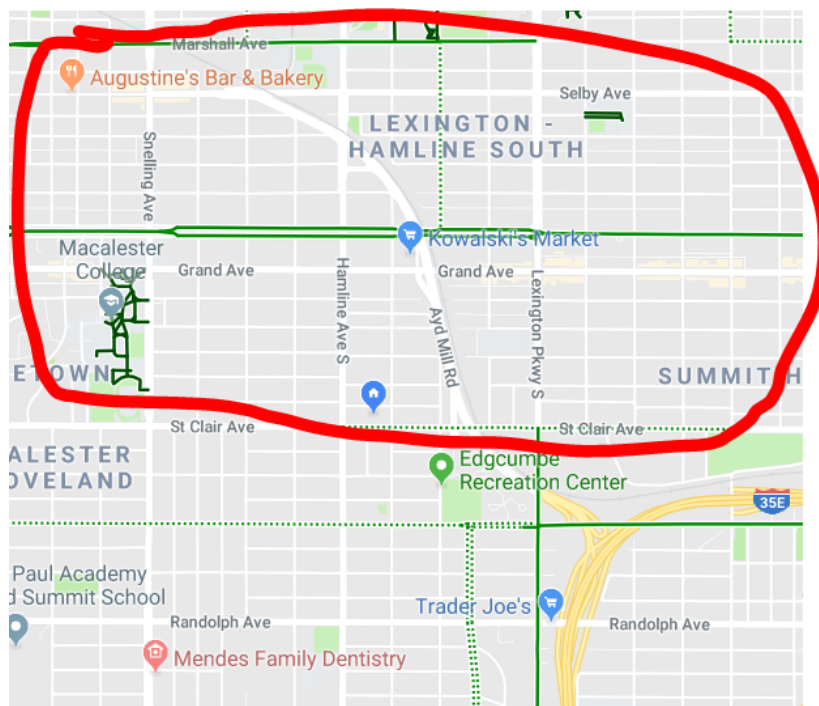 Marshall Ave
Augustine's Bar & Bakery
Selby Ave
LEXINGTON -
HAMLINE SOUTH
Snelling Ave
Kowalski's Market
Macalester
College
Grand Ave
Grand Ave
Hamline Ave S
Lexington Pkwy S
Ayd Mill Rd
ETOWN
SUMMIT H
St Clair Ave
St Clair Ave
ALESTER
OVELAND
Edgcumbe
Recreation Center
35E
Paul Academy
d Summit School
Trader Joe's
Randolph Ave
Randolph Ave
Mendes Family Dentistry